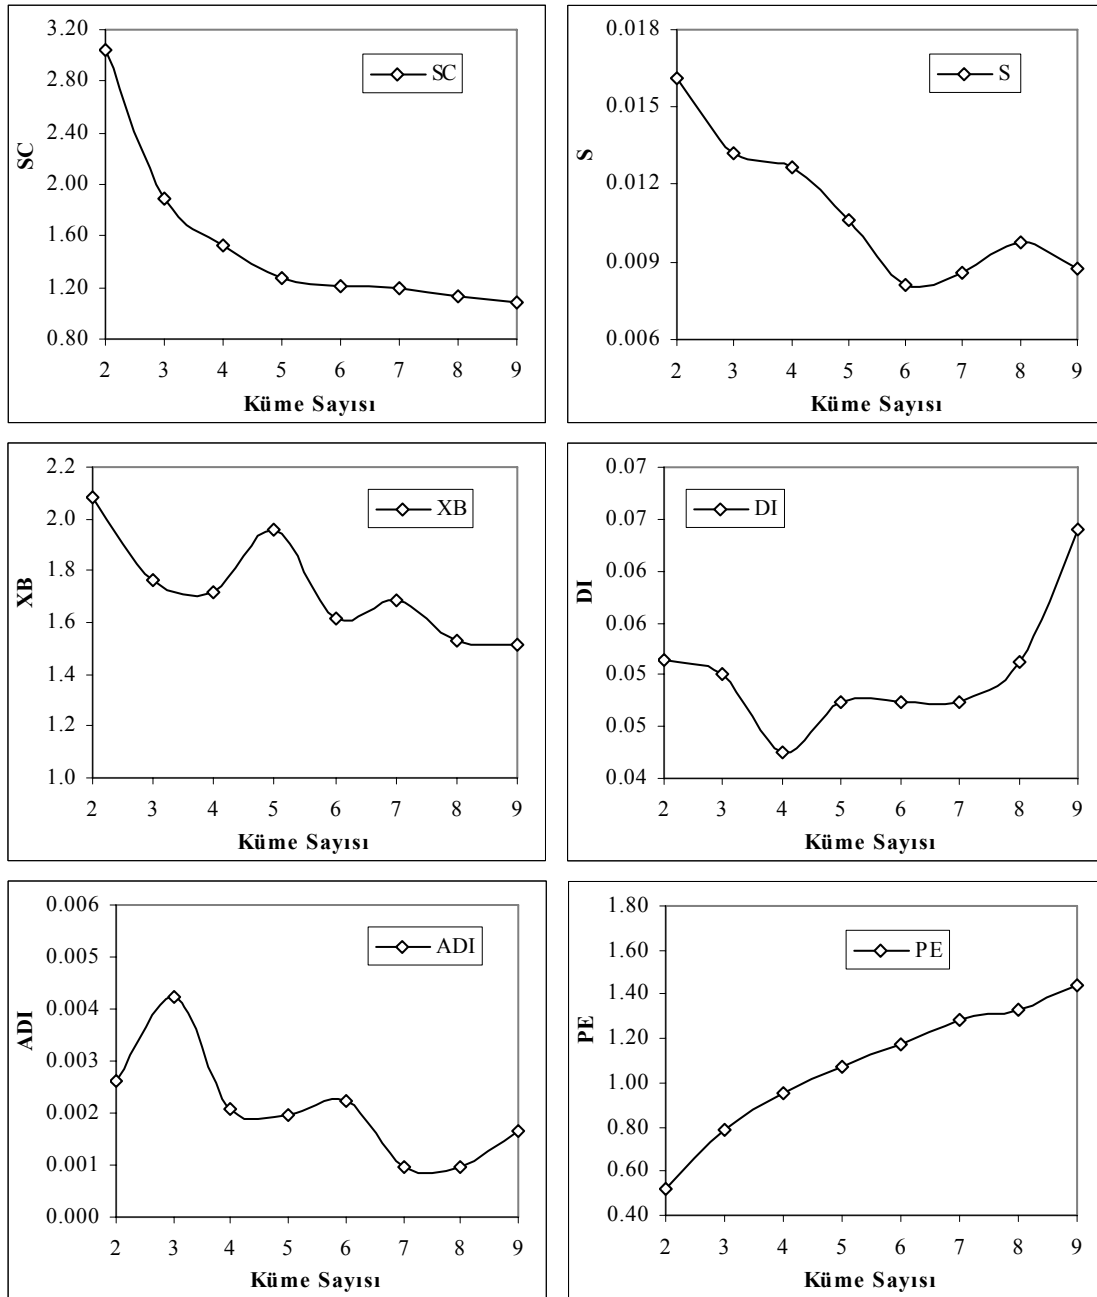 3.20
2.80
2.40
2.00
1.60
1.20
0.80
SC
SC
2 3 4 5 6 7 8 9
Küme Sayısı
0.018
0.015
0.012
0.009
0.006
S
S
2 3 4 5 6 7 8 9
Küme Sayısı
2.2
2.0
1.8
1.6
1.4
1.2
1.0
XB
XB
2 3 4 5 6 7 8 9
Küme Sayısı
0.07
0.07
0.06
0.06
0.05
0.05
0.04
DI
DI
2 3 4 5 6 7 8 9
Küme Sayısı
0.006
0.005
0.004
0.003
0.002
0.001
0.000
ADI
ADI
2 3 4 5 6 7 8 9
Küme Sayısı
1.80
1.60
1.40
1.20
1.00
0.80
0.60
0.40
PE
PE
2 3 4 5 6 7 8 9
Küme Sayısı